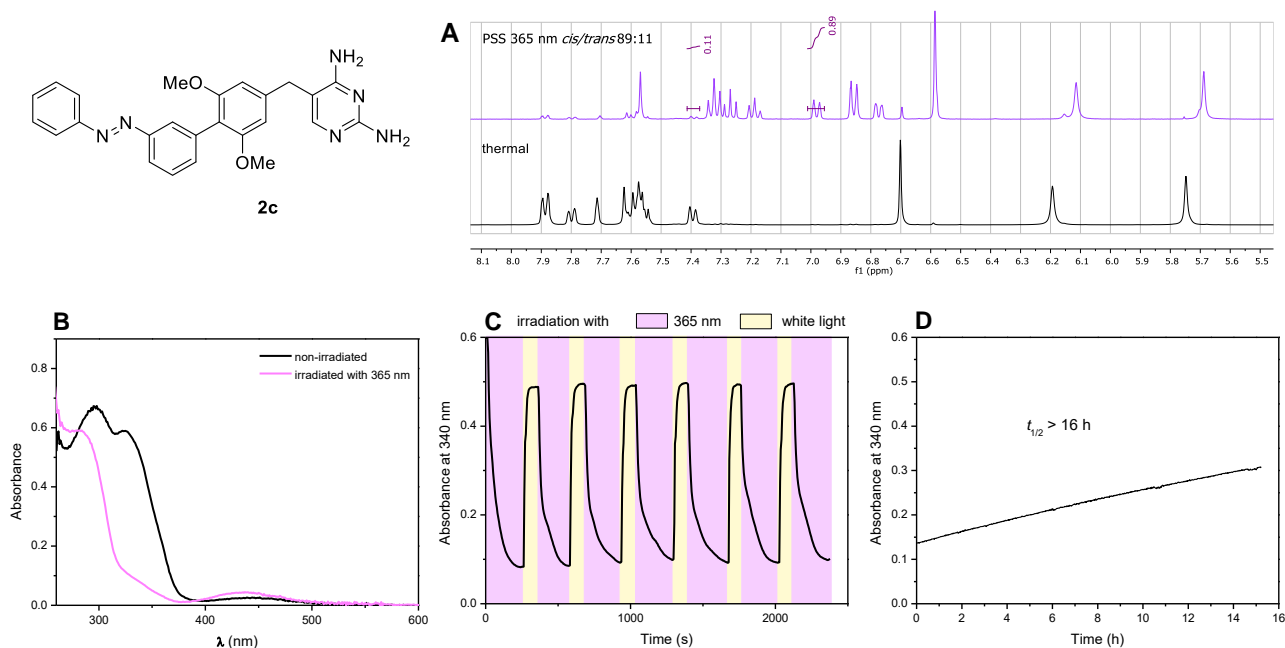 NH2
OMe
N
N
N
N
NH2
OMe
2c
A
PSS 365 nm cis/trans 89:11
0.11
0.89
thermal
8.1 8.0 7.9 7.8 7.7 7.6 7.5 7.4 7.3 7.2 7.1 7.0 6.9 6.8 6.7 6.6 6.5 6.4 6.3 6.2 6.1 6.0 5.9 5.8 5.7 5.6 5.5
f1 (ppm)
B
non-irradiated
irradiated with 365 nm
Absorbance
0.8
0.6
0.4
0.2
0.0
300 400 500 600
λ (nm)
C
irradiation with 365 nm white light
Absorbance at 340 nm
0.6
0.4
0.2
0.0
0 1000 2000
Time (s)
D
t1/2 > 16 h
Absorbance at 340 nm
0.6
0.5
0.4
0.3
0.2
0.1
0.0
0 2 4 6 8 10 12 14 16
Time (h)